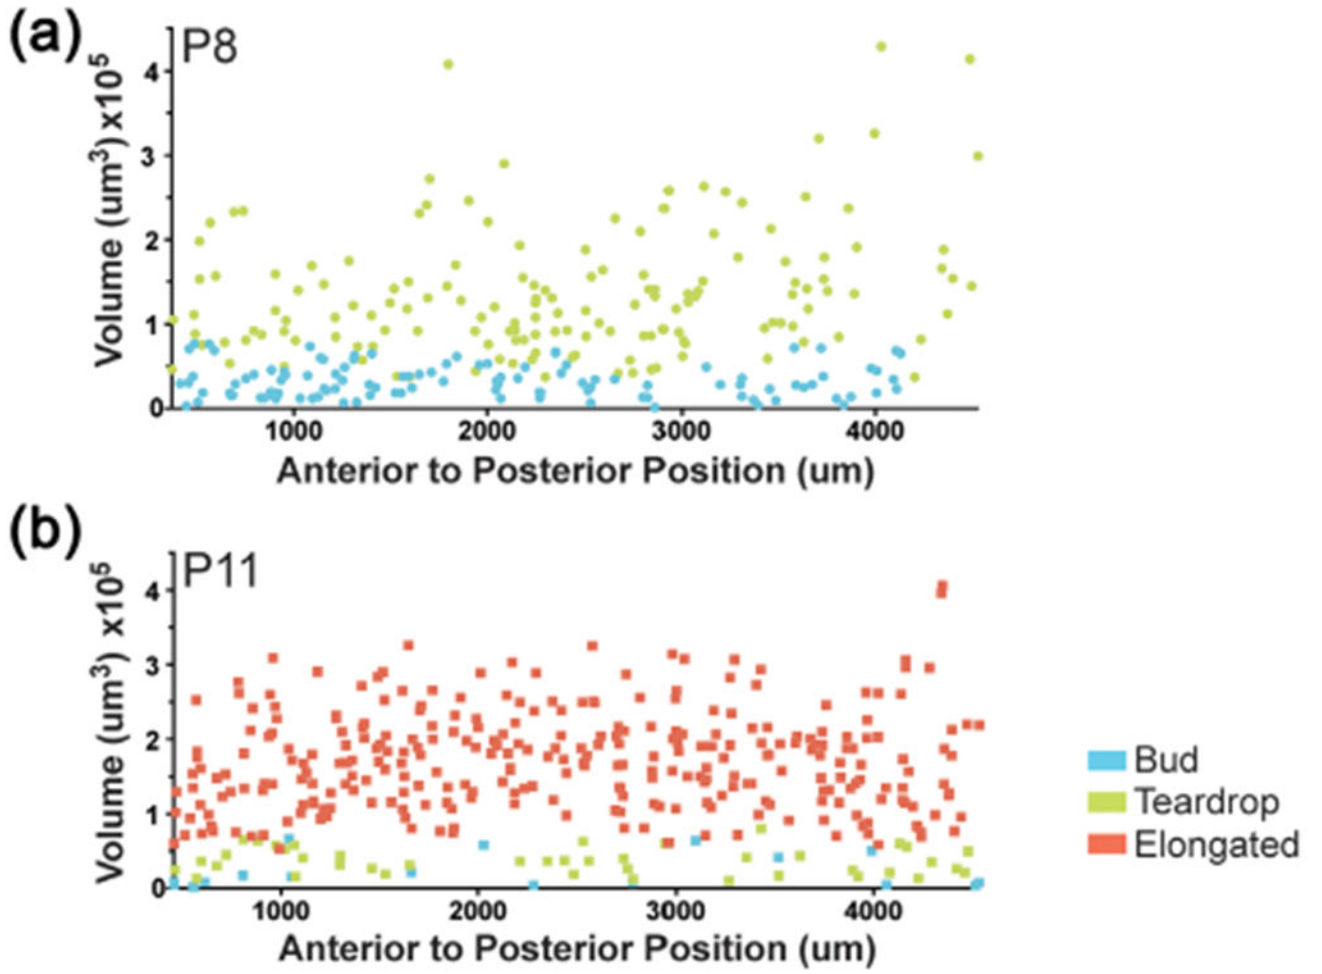 (a)
P8
Volume (um³) x10⁵
4
3
2
1
0
1000 2000 3000 4000
Anterior to Posterior Position (um)
(b)
P11
Volume (um³) x10⁵
4
3
2
1
0
1000 2000 3000 4000
Anterior to Posterior Position (um)
Bud
Teardrop
Elongated